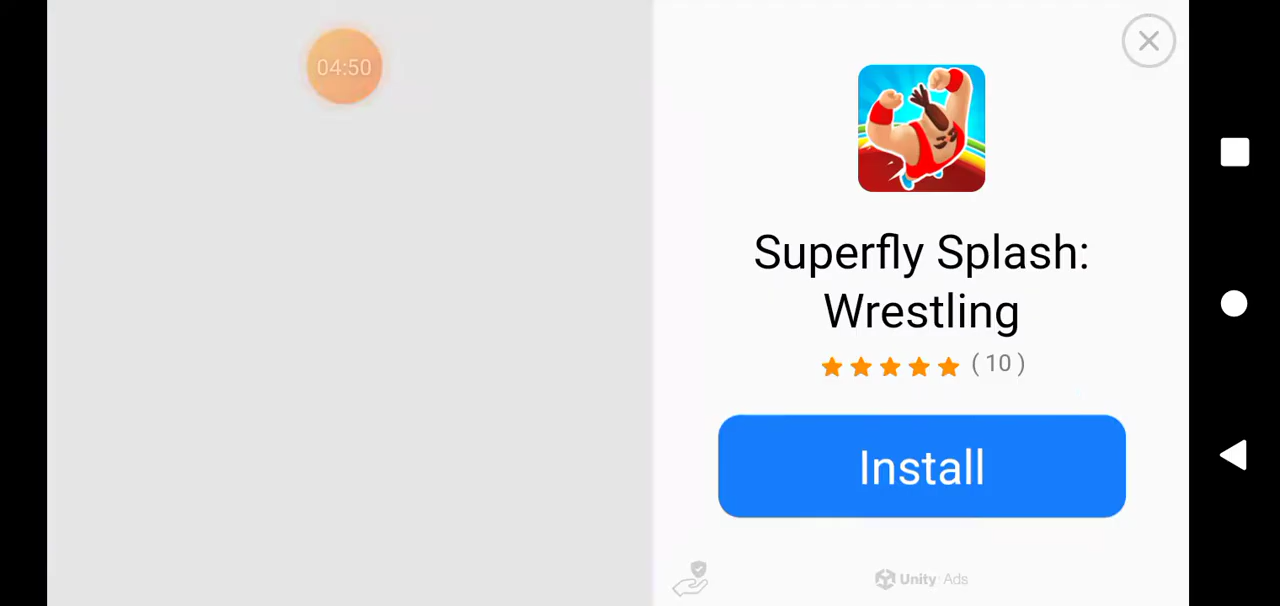 04:50
Superfly Splash:
Wrestling
(10)
Install
Unity Ads